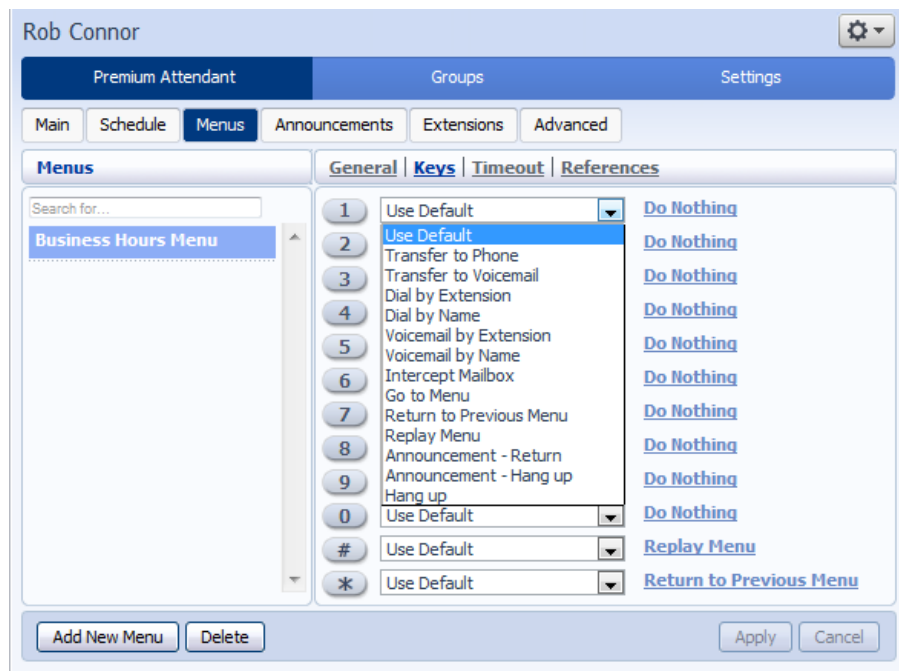 Rob Connor
Premium Attendant Groups Settings
Main Schedule Menus Announcements Extensions Advanced
Menus General | Keys | Timeout | References
Search for...
Business Hours Menu
1 Use Default Do Nothing
Use Default
2 Do Nothing
Transfer to Phone
3 Transfer to Voicemail Do Nothing
Dial by Extension
4 Dial by Name Do Nothing
Voicemail by Extension
5 Voicemail by Name Do Nothing
6 Intercept Mailbox Do Nothing
Go to Menu
7 Return to Previous Menu Do Nothing
Replay Menu
8 Announcement - Return Do Nothing
9 Announcement - Hang up Do Nothing
Hang up
0 Use Default Do Nothing
# Use Default Replay Menu
* Use Default Return to Previous Menu
Add New Menu Delete Apply Cancel